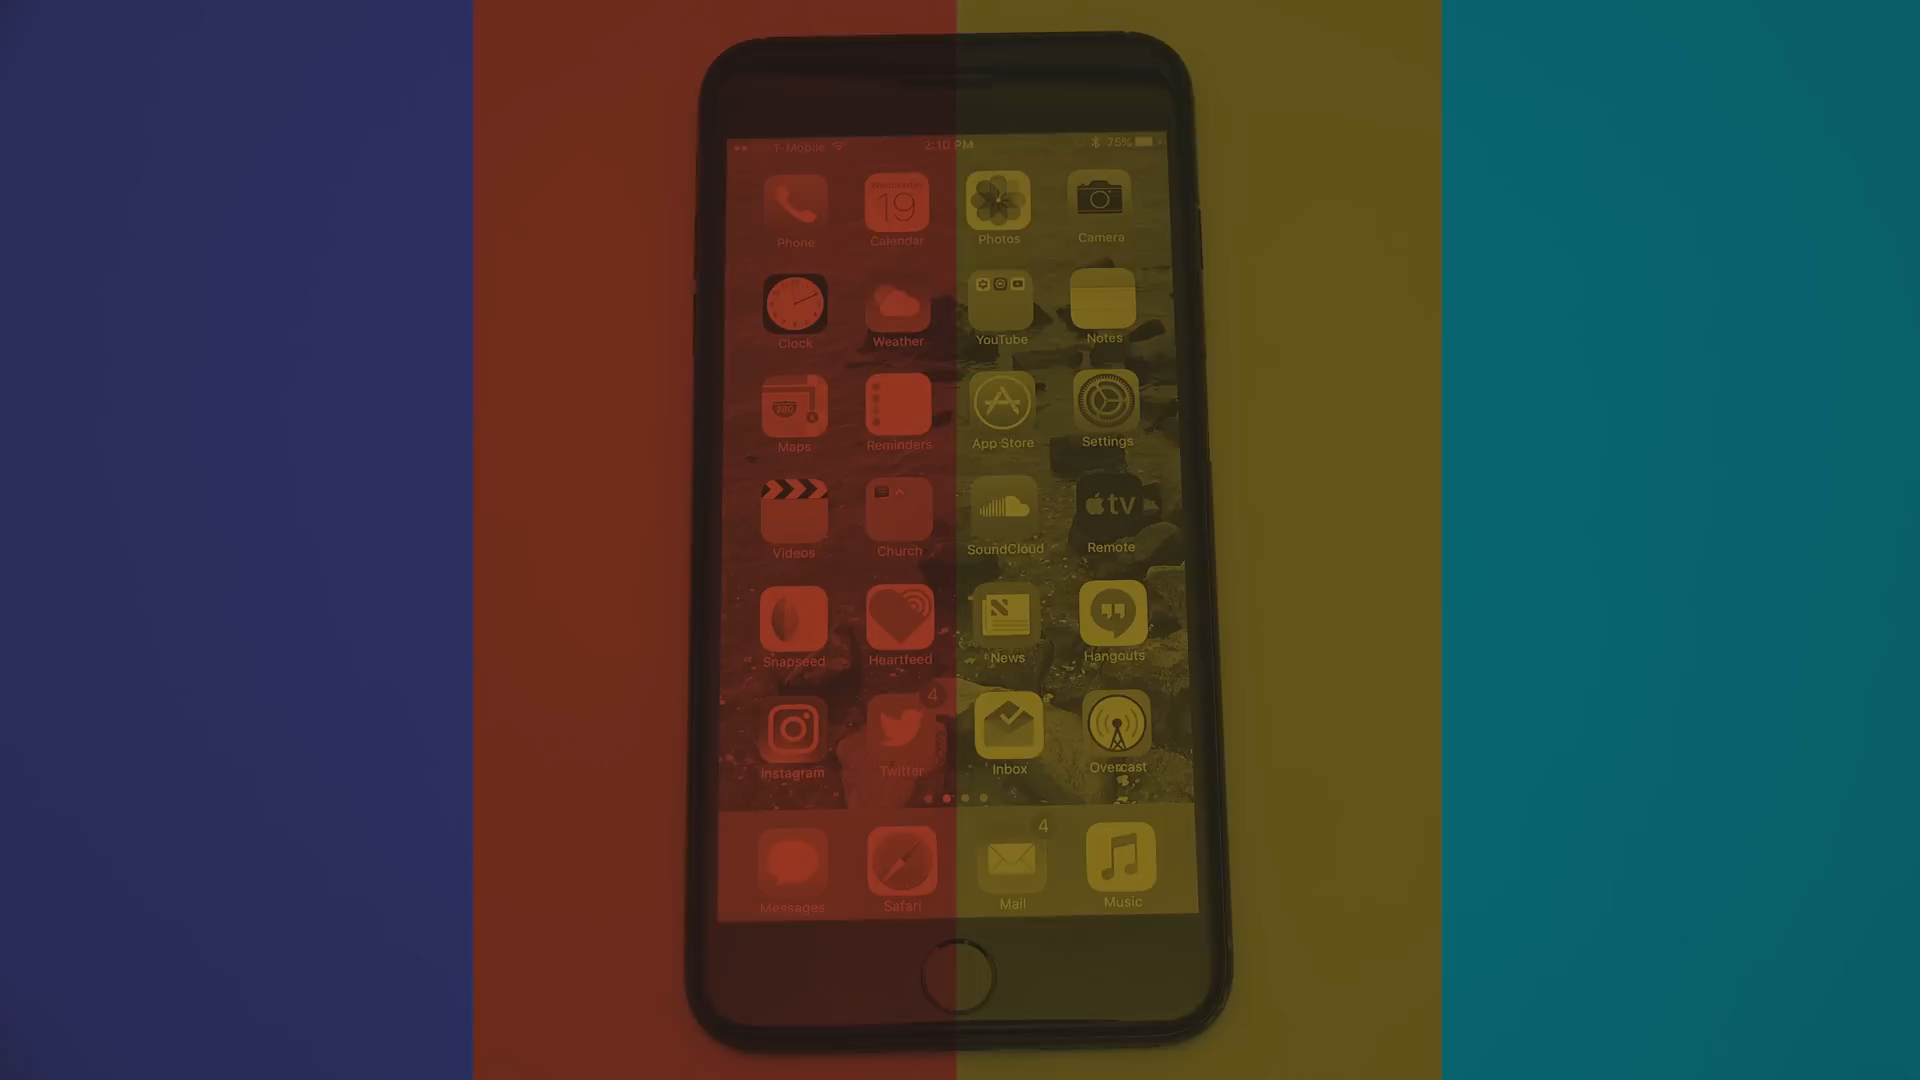 T-Mobile 2:10 PM 75%
Wednesday
19
Phone Calendar Photos Camera
Clock Weather YouTube Notes
280
Maps Reminders App Store Settings
tv
Videos Church SoundCloud Remote
Snapseed Heartfeed News Hangouts
4
Instagram Twitter Inbox Overcast
4
Messages Safari Mail Music